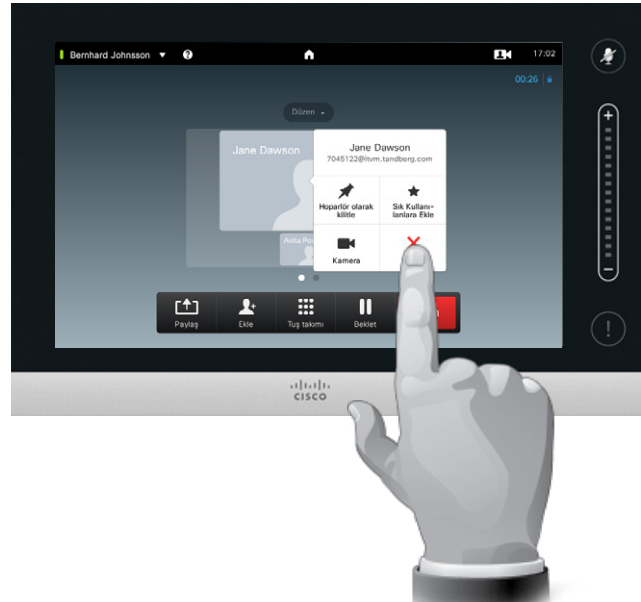 Bernhard Johnsson
17:02
00:26
Düzen
Jane Dawson
Jane Dawson
7045122@itvm.tandberg.com
Hoparlör olarak
kilitle
Sık Kullanı-
lanlara Ekle
Anita
Kamera
Paylaş
Ekle
Tuş takımı
Beklet
CISCO